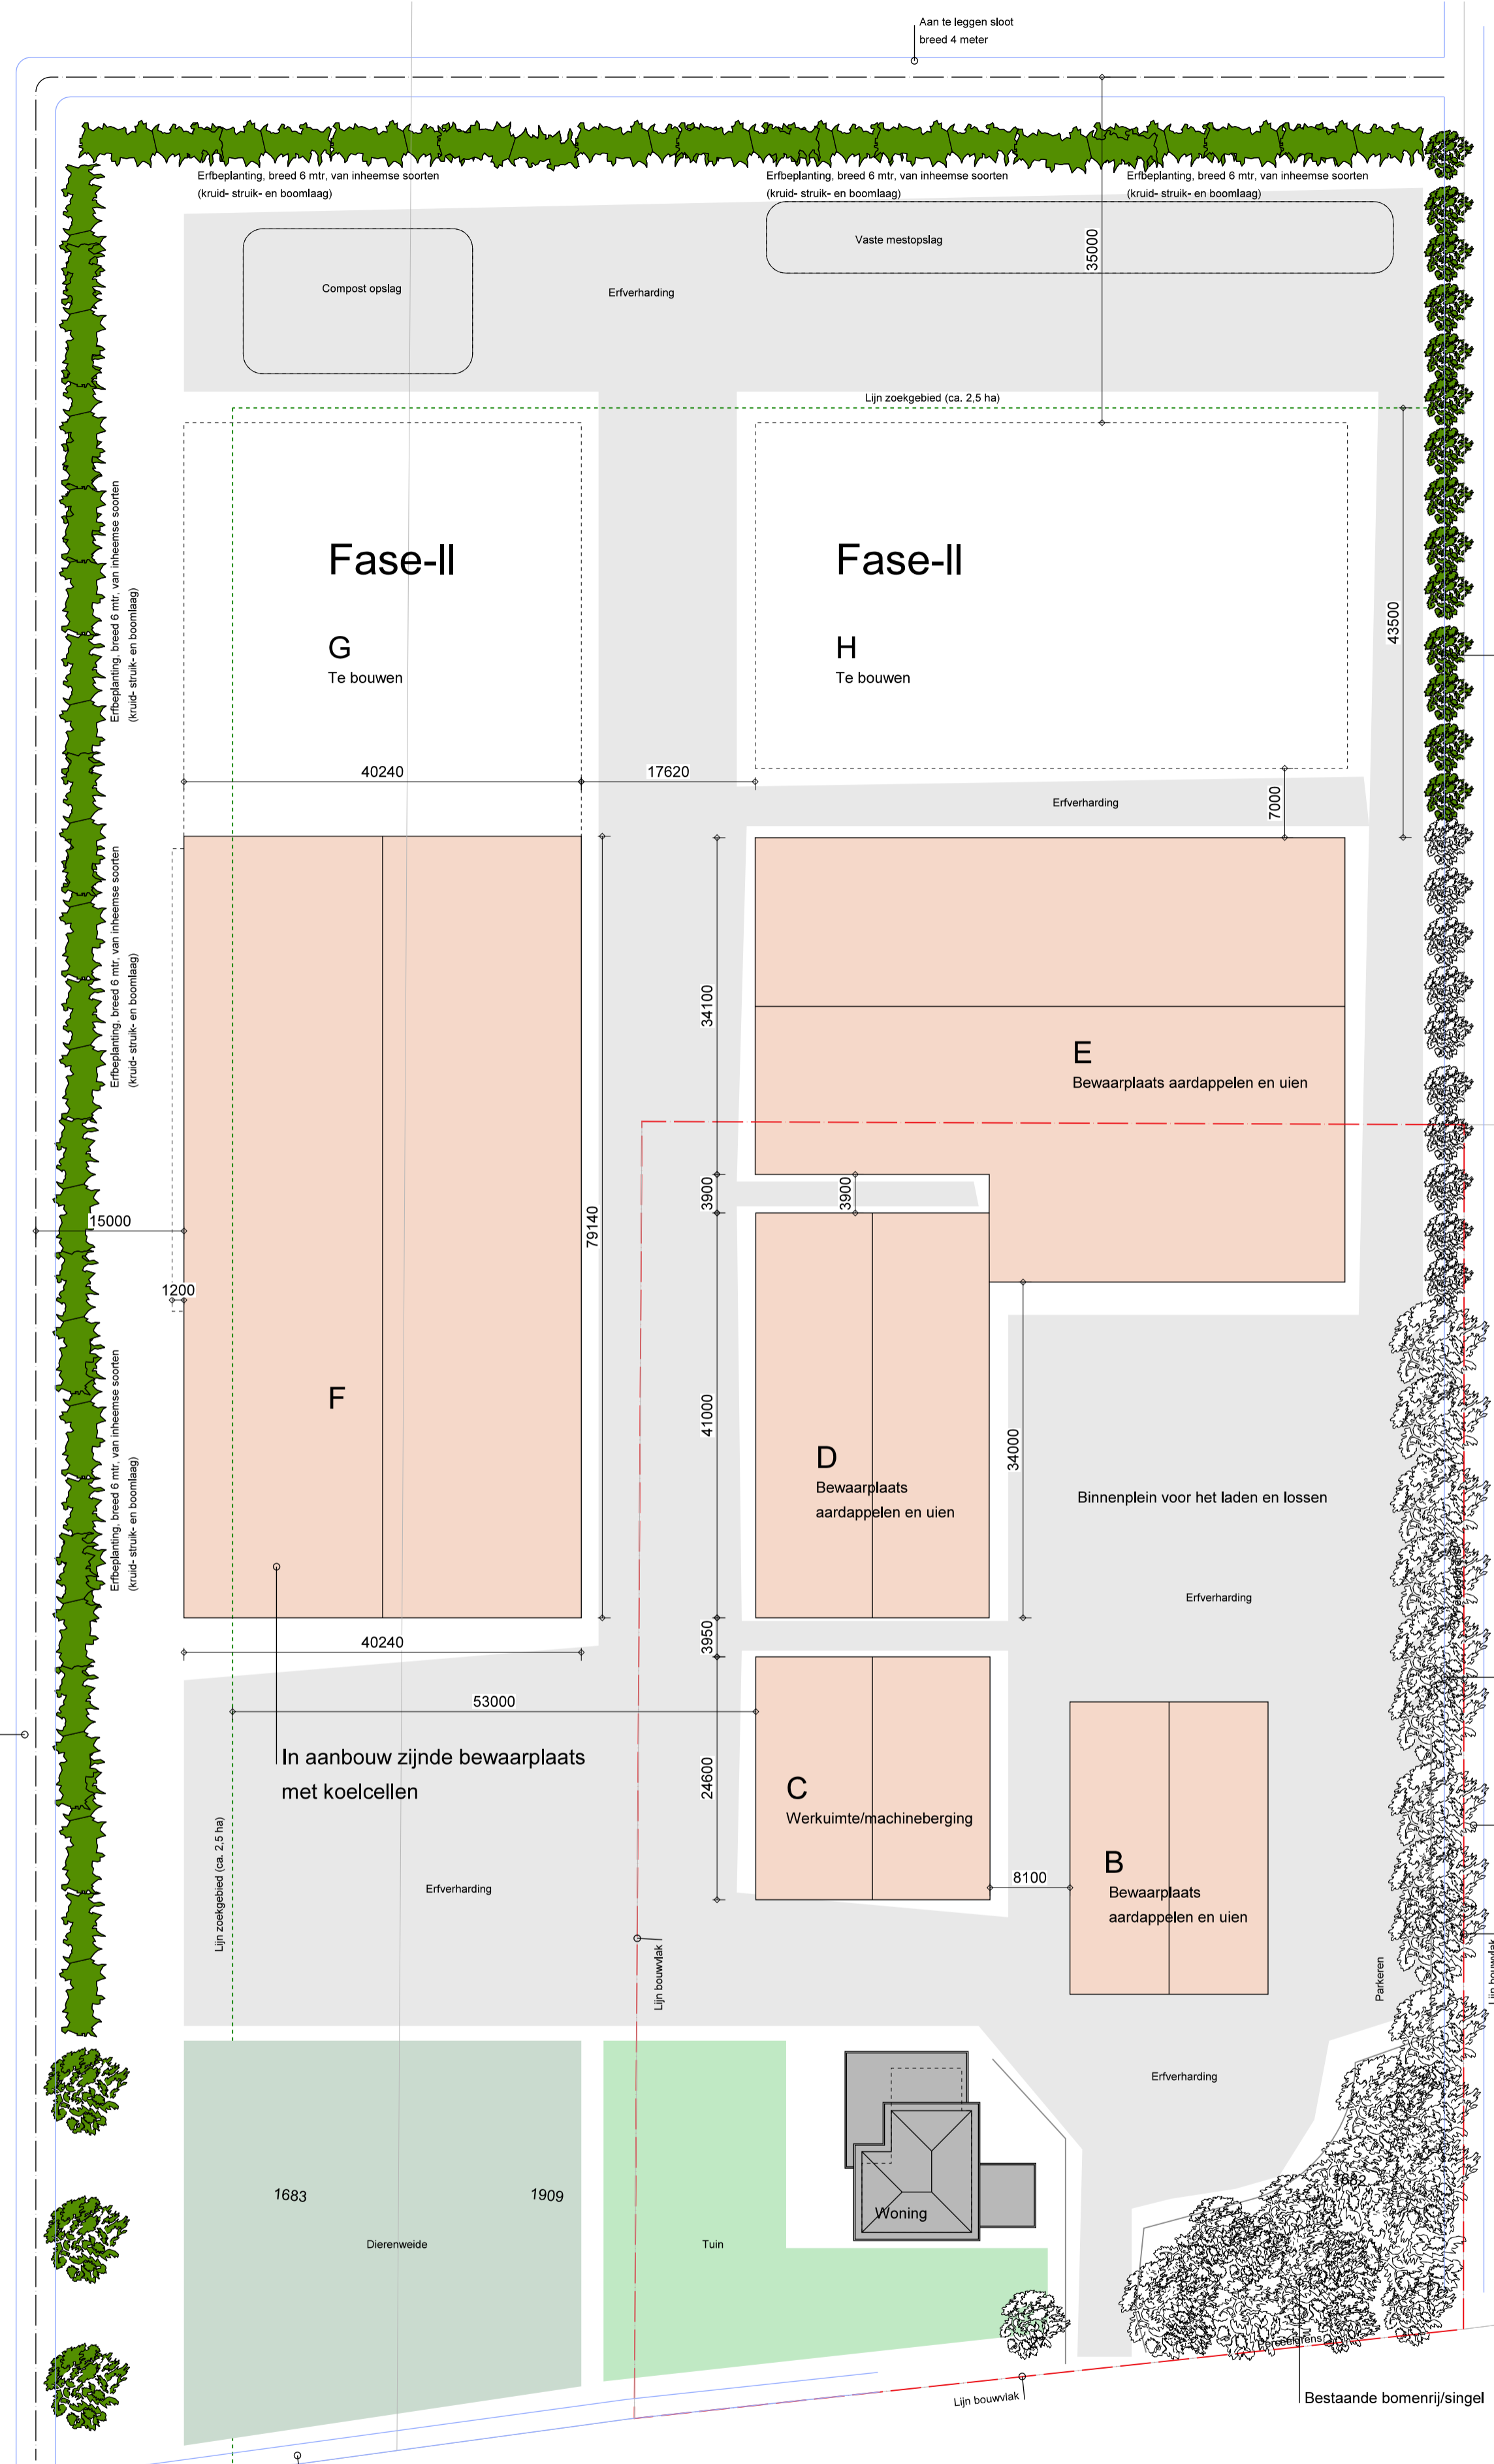 Aan te leggen sloot
breed 4 meter
Erfbeplanting, breed 6 mtr, van inheemse soorten
(kruid- struik- en boomlaag)
Erfbeplanting, breed 6 mtr, van inheemse soorten
(kruid- struik- en boomlaag)
Erfbeplanting, breed 6 mtr, van inheemse soorten
(kruid- struik- en boomlaag)
Vaste mestopslag
35000
Compost opslag
Erfverharding
Lijn zoekgebied (ca. 2,5 ha)
Erfbeplanting, breed 6 mtr, van inheemse soorten
(kruid- struik- en boomlaag)
Fase-II
G
Te bouwen
Fase-II
H
Te bouwen
43500
40240
17620
Erfverharding
7000
Erfbeplanting, breed 6 mtr, van inheemse soorten
(kruid- struik- en boomlaag)
34100
E
Bewaarplaats aardappelen en uien
3900
3900
15000
79140
1200
Erfbeplanting, breed 6 mtr, van inheemse soorten
(kruid- struik- en boomlaag)
F
41000
D
Bewaarplaats
aardappelen en uien
34000
Binnenplein voor het laden en lossen
Erfverharding
40240
3950
53000
In aanbouw zijnde bewaarplaats
met koelcellen
24600
C
Werkuimte/machineberging
B
Bewaarplaats
aardappelen en uien
8100
Lijn zoekgebied (ca. 2,5 ha)
Erfverharding
Lijn bouwvlak
Parkeren
Lijn bouwvlak
Erfverharding
1683
1909
1682
Woning
Dierenweide
Tuin
Perceelgrens
Lijn bouwvlak
Bestaande bomenrij/singel